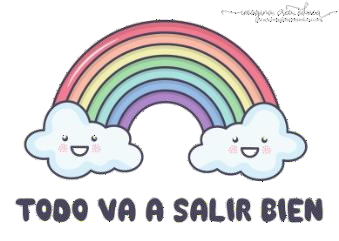 TODO VA A SALIR BIEN